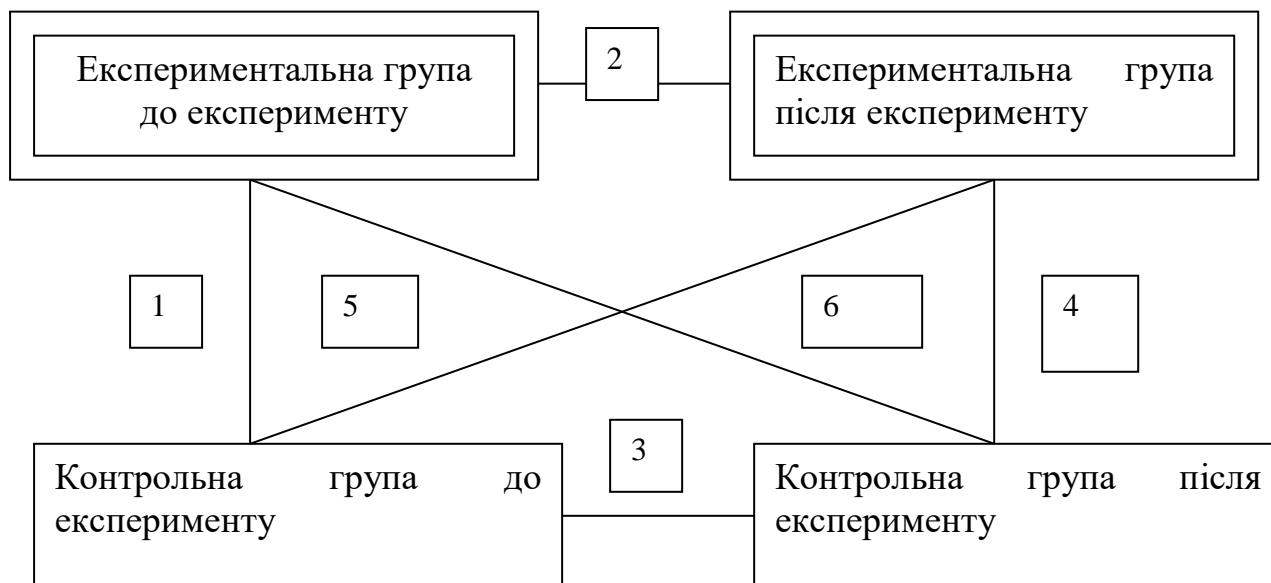 Експериментальна група
до експерименту
2
Експериментальна група
після експерименту
1
5
6
4
3
Контрольна група до
експерименту
Контрольна група після
експерименту